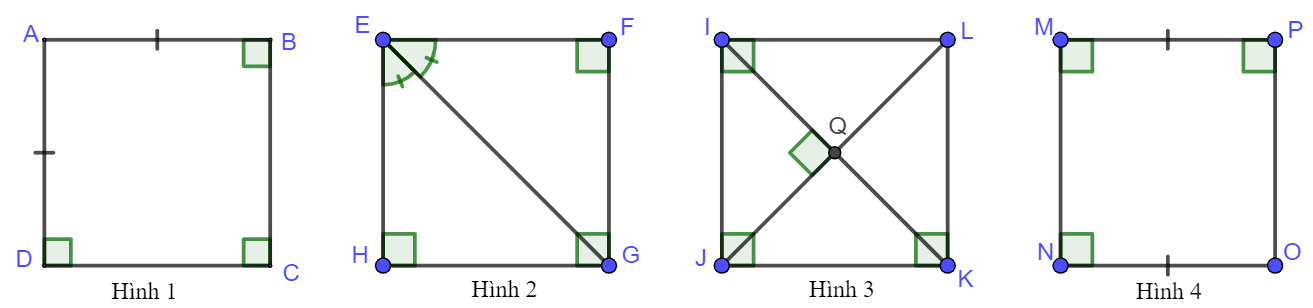 A B D C Hình 1
E F H G Hình 2
I L Q J K Hình 3
M P N O Hình 4